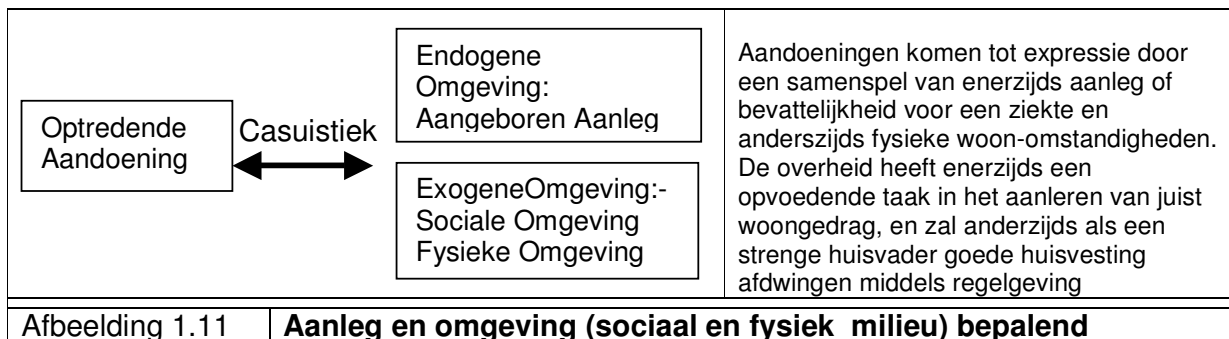 Optredende
Aandoening
Casuistiek
Endogene
Omgeving:
Aangeboren Aanleg
ExogeneOmgeving:-
Sociale Omgeving
Fysieke Omgeving
Aandoeningen komen tot expressie door
een samenspel van enerzijds aanleg of
bevattelijkheid voor een ziekte en
anderszijds fysieke woon-omstandigheden.
De overheid heeft enerzijds een
opvoedende taak in het aanleren van juist
woongedrag, en zal anderzijds als een
strenge huisvader goede huisvesting
afdwingen middels regelgeving
Afbeelding 1.11 Aanleg en omgeving (sociaal en fysiek milieu) bepalend